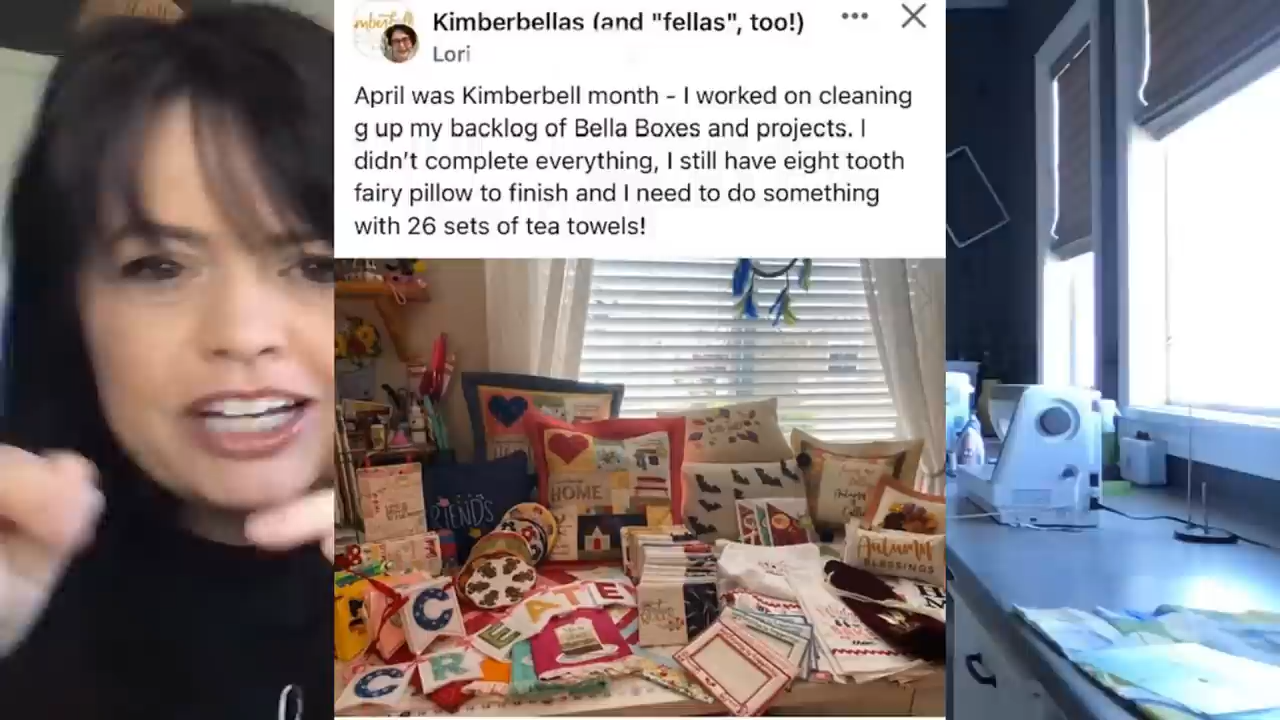 Kimberbellas (and "fellas", too!)
Lori
April was Kimberbell month - I worked on cleaning
g up my backlog of Bella Boxes and projects. I
didn't complete everything, I still have eight tooth
fairy pillow to finish and I need to do something
with 26 sets of tea towels!
HOME
FRIENDS
Autumn
BLESSINGS
C
E
A
T
E
C
R